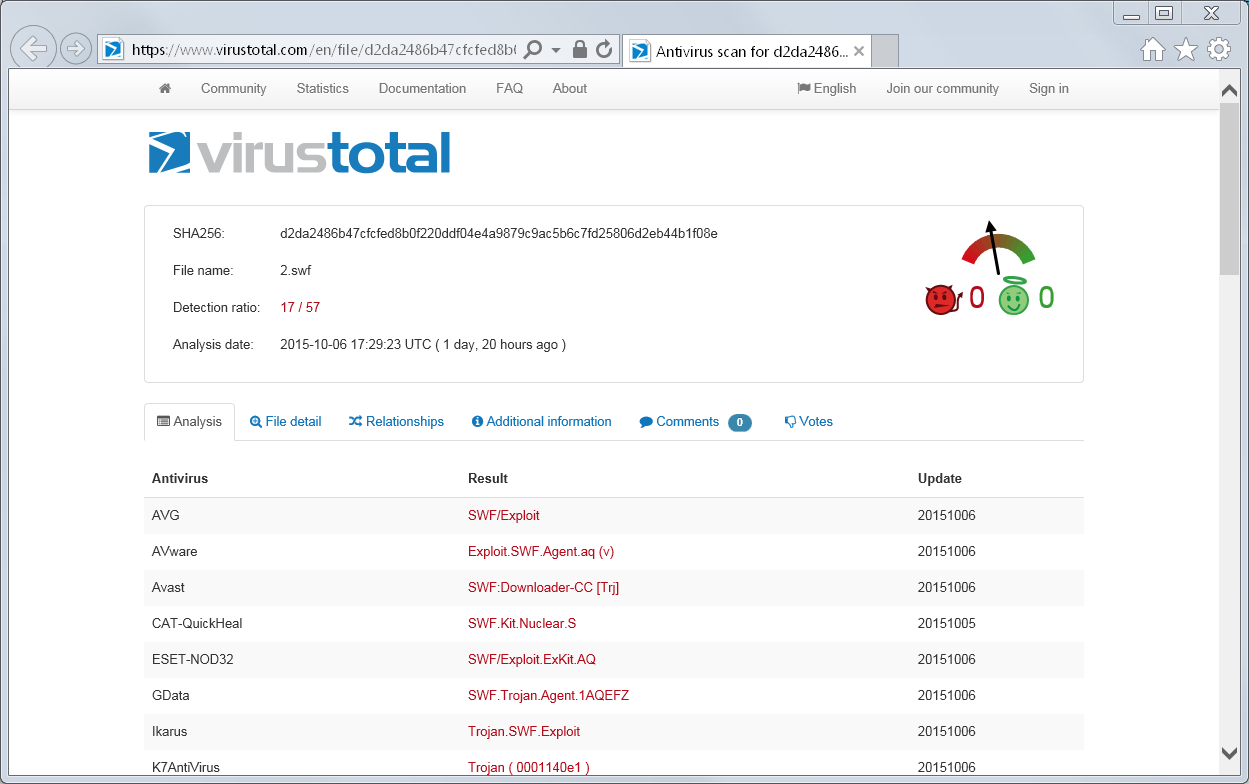 https://www.virustotal.com/en/file/d2da2486b47cfcfed8b(
Antivirus scan for d2da2486...
Community Statistics Documentation FAQ About English Join our community Sign in
virustotal
SHA256: d2da2486b47cfcfed8b0f220ddf04e4a9879c9ac5b6c7fd25806d2eb44b1f08e
File name: 2.swf
Detection ratio: 17 / 57
0 0
Analysis date: 2015-10-06 17:29:23 UTC ( 1 day, 20 hours ago )
Analysis File detail Relationships Additional information Comments 0 Votes
Antivirus Result Update
AVG SWF/Exploit 20151006
AVware Exploit.SWF.Agent.aq (v) 20151006
Avast SWF:Downloader-CC [Trj] 20151006
CAT-QuickHeal SWF.Kit.Nuclear.S 20151005
ESET-NOD32 SWF/Exploit.ExKit.AQ 20151006
GData SWF.Trojan.Agent.1AQEFZ 20151006
Ikarus Trojan.SWF.Exploit 20151006
K7AntiVirus Trojan ( 0001140e1 ) 20151006